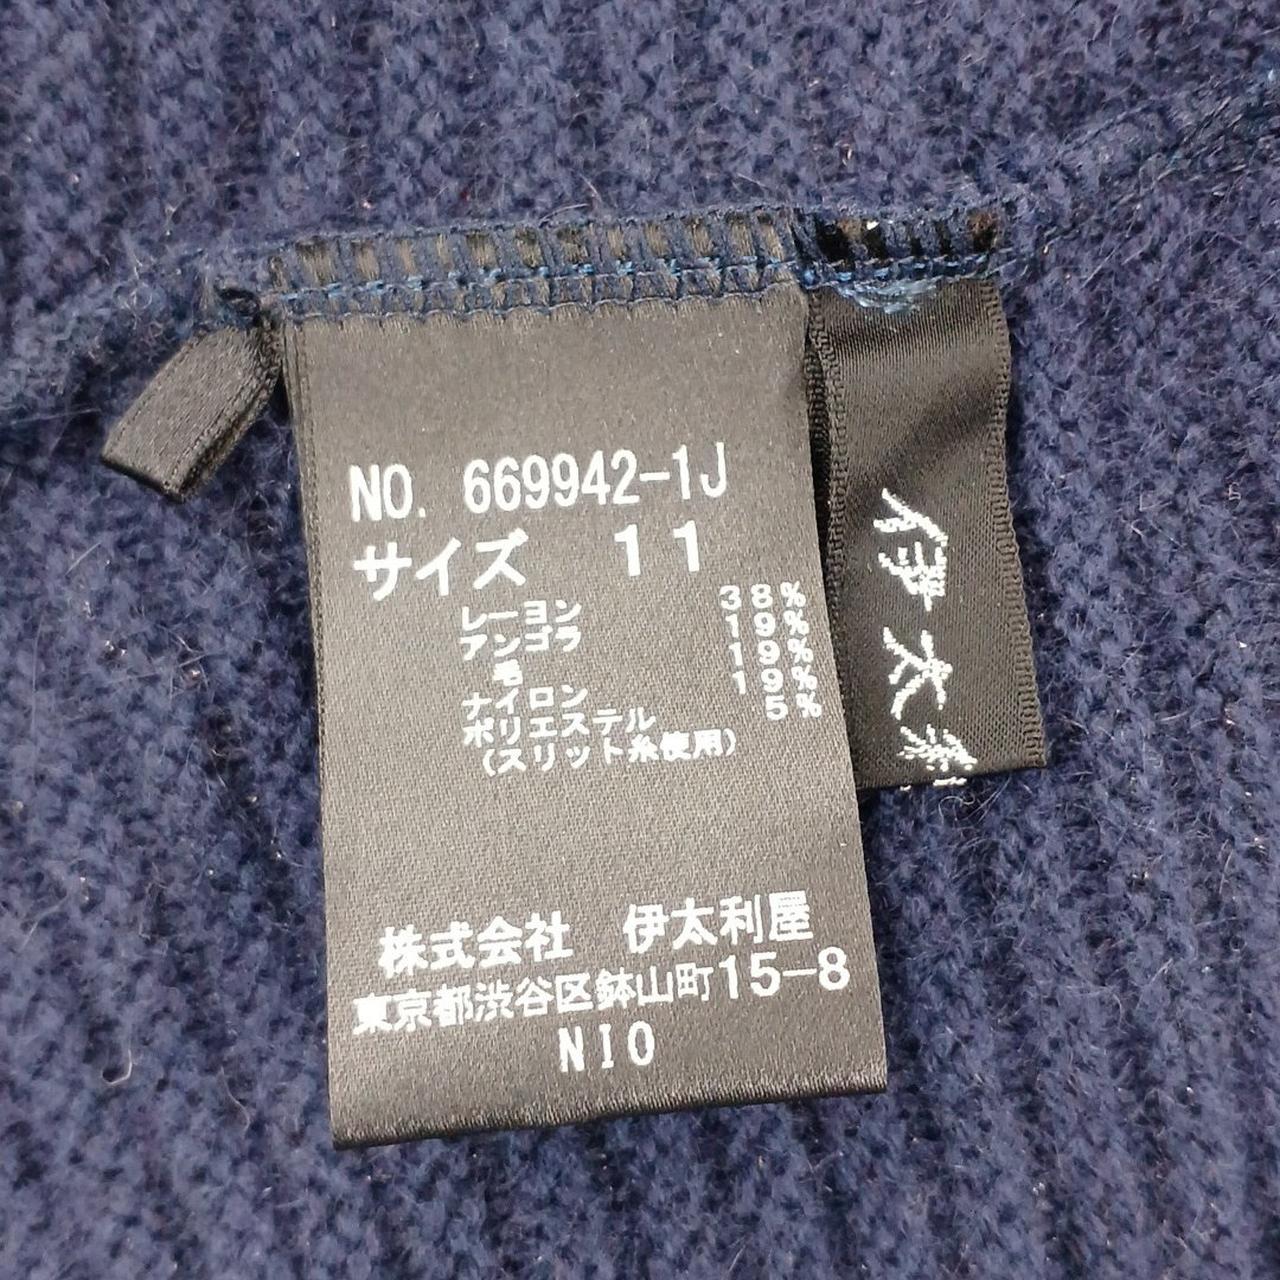 NO. 669942-1J
サイズ 11
レーヨン 38%
アンゴラ 19%
毛 19%
ナイロン 19%
ポリエステル 5%
(スリット糸使用)
株式会社 伊太利屋
東京都渋谷区鉢山町15-8
NIO
伊太利